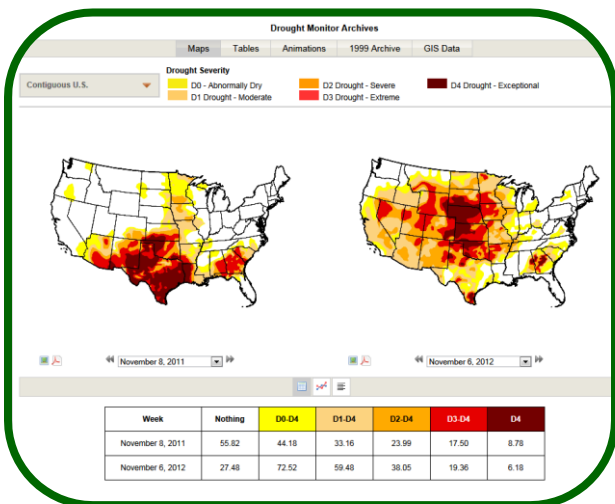 Drought Monitor Archives
Maps Tables Animations 1999 Archive GIS Data
Contiguous U.S.
Drought Severity
D0 - Abnormally Dry D2 Drought - Severe D4 Drought - Exceptional
D1 Drought - Moderate D3 Drought - Extreme
November 8, 2011 November 6, 2012
Week Nothing D0-D4 D1-D4 D2-D4 D3-D4 D4
November 8, 2011 55.82 44.18 33.16 23.99 17.50 8.78
November 6, 2012 27.48 72.52 59.48 38.05 19.36 6.18